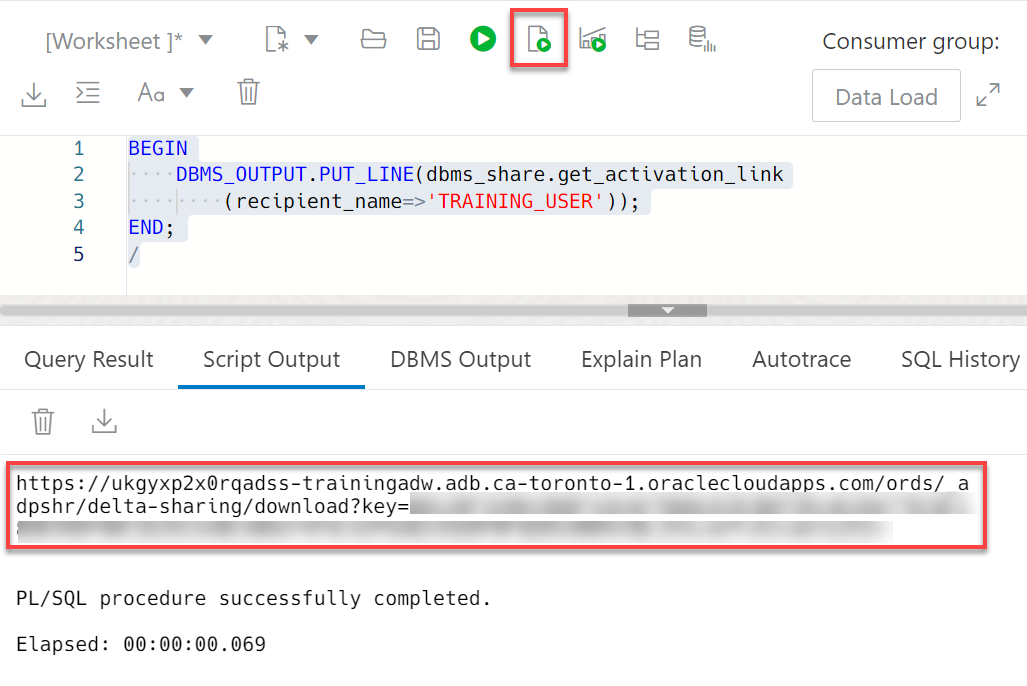 [Worksheet ]*
Consumer group:
Aa
Data Load
1 BEGIN
2 DBMS_OUTPUT.PUT_LINE(dbms_share.get_activation_link
3 (recipient_name=>'TRAINING_USER'));
4 END;
5 /
Query Result Script Output DBMS Output Explain Plan Autotrace SQL History
https://ukgyxp2x0rqadss-trainingadw.adb.ca-toronto-1.oraclecloudapps.com/ords/_a
dpshr/delta-sharing/download?key=
PL/SQL procedure successfully completed.
Elapsed: 00:00:00.069